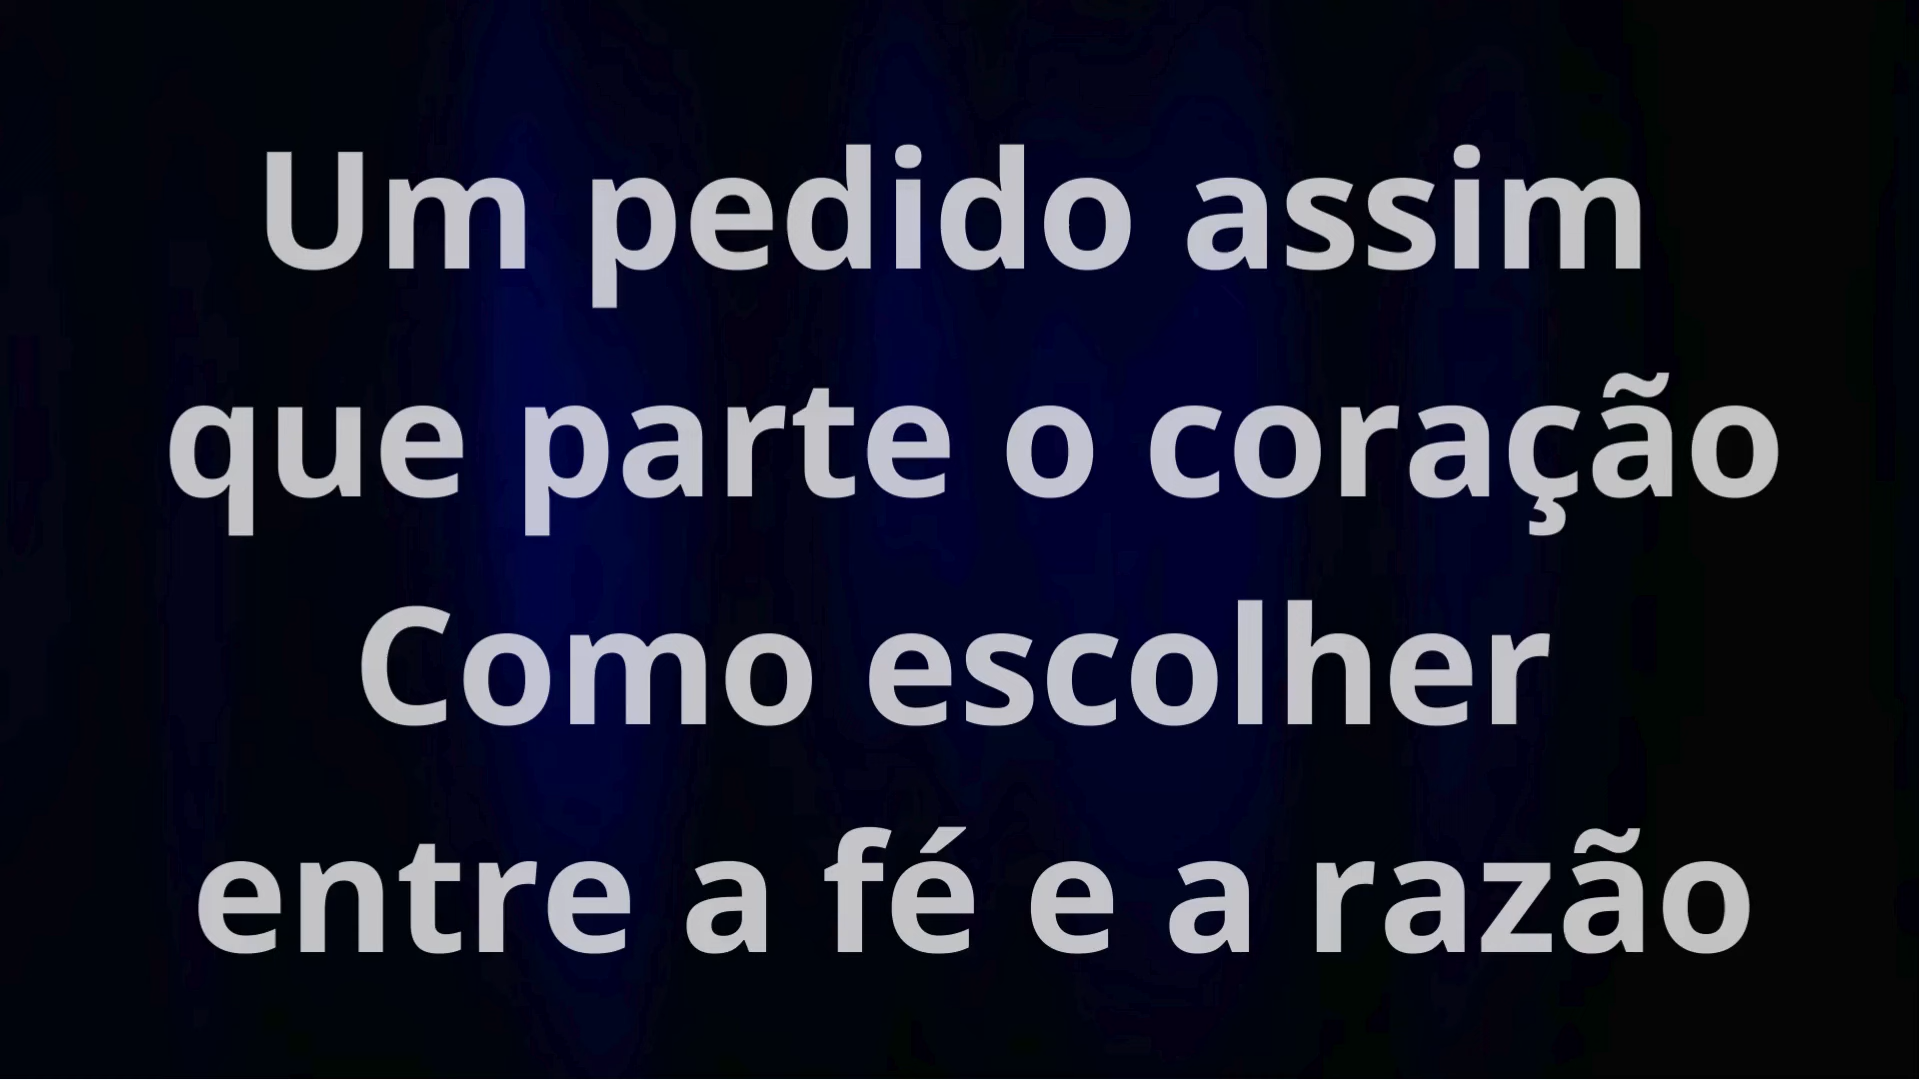 Um pedido assim
que parte o coração
Como escolher
entre a fé e a razão